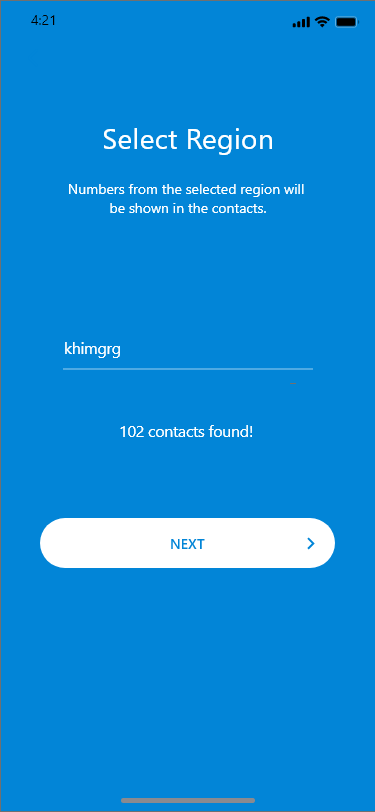 4:21
Select Region
Numbers from the selected region will
be shown in the contacts.
khimgrg
102 contacts found!
NEXT